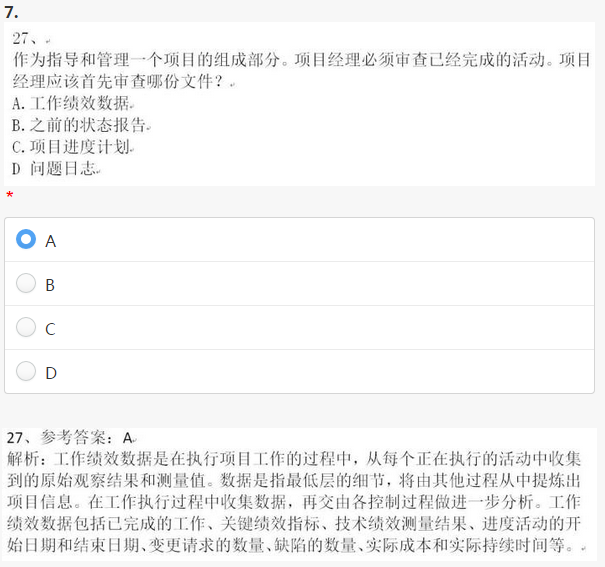 7.
27、
作为指导和管理一个项目的组成部分。项目经理必须审查已经完成的活动。项目
经理应该首先审查哪份文件？
A.工作绩效数据
B.之前的状态报告
C.项目进度计划
D 问题日志
*
A
B
C
D
27、参考答案：A
解析：工作绩效数据是在执行项目工作的过程中，从每个正在执行的活动中收集
到的原始观察结果和测量值。数据是指最低层的细节，将由其他过程从中提炼出
项目信息。在工作执行过程中收集数据，再交由各控制过程做进一步分析。工作
绩效数据包括已完成的工作、关键绩效指标、技术绩效测量结果、进度活动的开
始日期和结束日期、变更请求的数量、缺陷的数量、实际成本和实际持续时间等。